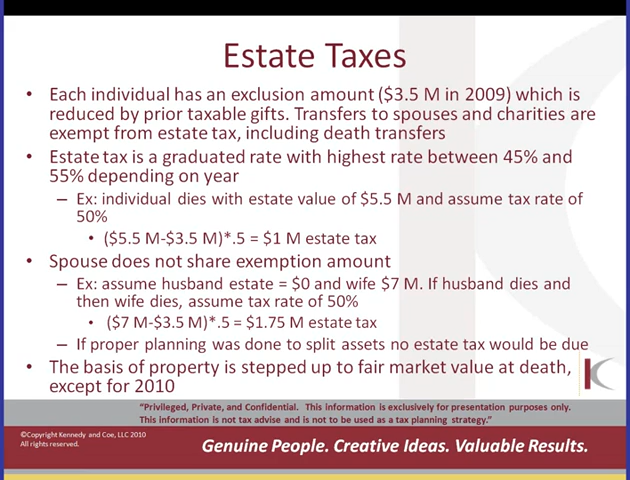 Estate Taxes
• Each individual has an exclusion amount ($3.5 M in 2009) which is
reduced by prior taxable gifts. Transfers to spouses and charities are
exempt from estate tax, including death transfers
• Estate tax is a graduated rate with highest rate between 45% and
55% depending on year
– Ex: individual dies with estate value of $5.5 M and assume tax rate of
50%
• ($5.5 M-$3.5 M)*.5 = $1 M estate tax
• Spouse does not share exemption amount
– Ex: assume husband estate = $0 and wife $7 M. If husband dies and
then wife dies, assume tax rate of 50%
• ($7 M-$3.5 M)*.5 = $1.75 M estate tax
– If proper planning was done to split assets no estate tax would be due
• The basis of property is stepped up to fair market value at death,
except for 2010
"Privileged, Private, and Confidential. This information is exclusively for presentation purposes only.
This information is not tax advise and is not to be used as a tax planning strategy."
©Copyright Kennedy and Coe, LLC 2010
All rights reserved.
Genuine People. Creative Ideas. Valuable Results.